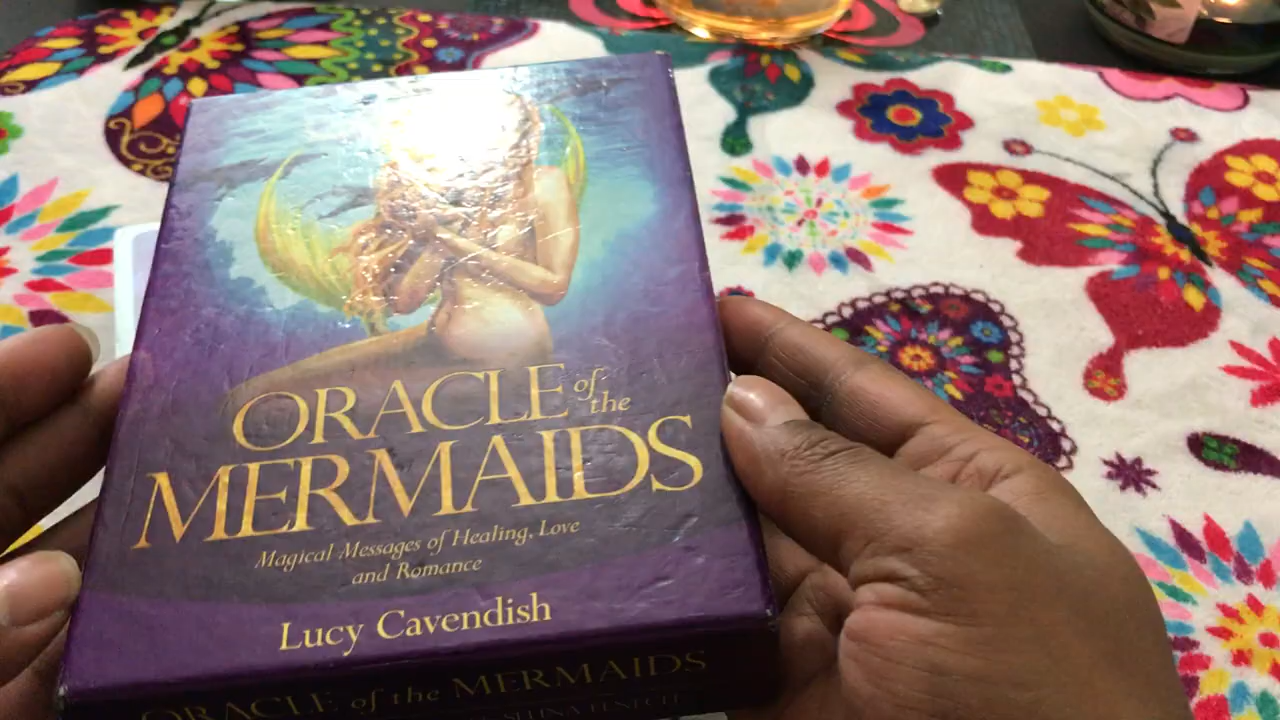 ORACLE of the
MERMAIDS
Magical Messages of Healing, Love
and Romance
Lucy Cavendish
ORACLE of the MERMAIDS